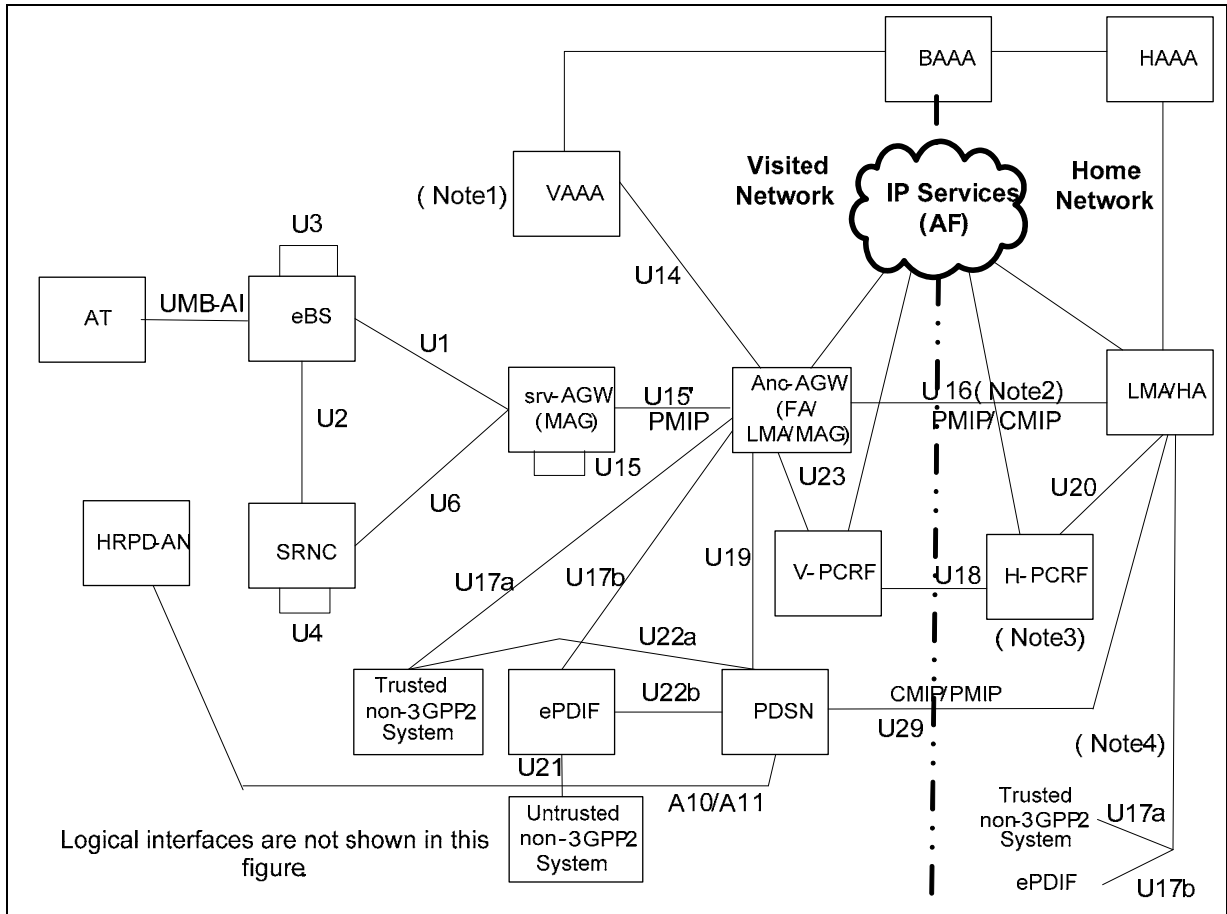 BAAA
HAAA
Visited
Network
Home
Network
( Note1)
VAAA
IP Services
(AF)
U3
U14
UMB-AI
AT
eBS
U1
srv-AGW
(MAG)
U15'
PMIP
Anc-AGW
(FA/
LMA/MAG)
U16( Note2)
PMIP/CMIP
LMA/HA
U2
U15
U23
U20
U6
HRPD-AN
SRNC
U19
V-PCRF
U18
H-PCRF
U17a
U17b
U4
U22a
( Note3)
Trusted
non-3GPP2
System
ePDIF
U22b
PDSN
CMIP/PMIP
U29
( Note4)
U21
A10/A11
Untrusted
non-3GPP2
System
Trusted
non-3GPP2
System
U17a
Logical interfaces are not shown in this
figure.
ePDIF
U17b